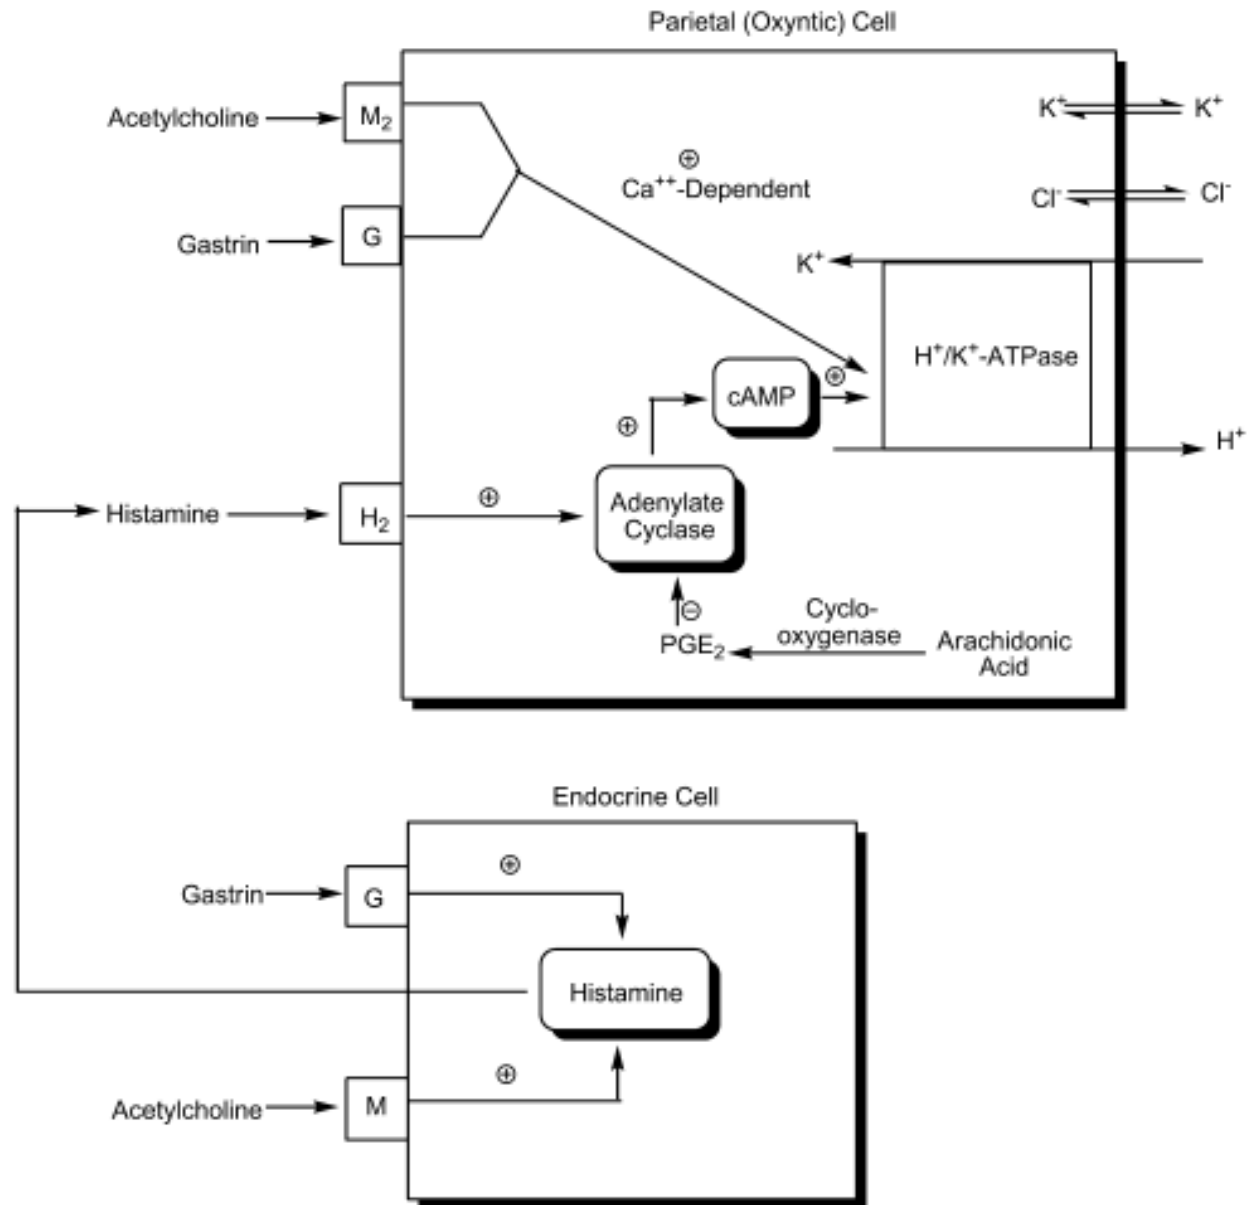 Parietal (Oxyntic) Cell
Acetylcholine
M₂
K⁺
K⁺
⊕
Ca⁺⁺-Dependent
Cl⁻
Cl⁻
Gastrin
G
K⁺
H⁺/K⁺-ATPase
⊕
cAMP
⊕
H⁺
Histamine
H₂
⊕
Adenylate
Cyclase
⊖
PGE₂
Cyclo-
oxygenase
Arachidonic
Acid
Endocrine Cell
Gastrin
G
⊕
Histamine
⊕
Acetylcholine
M